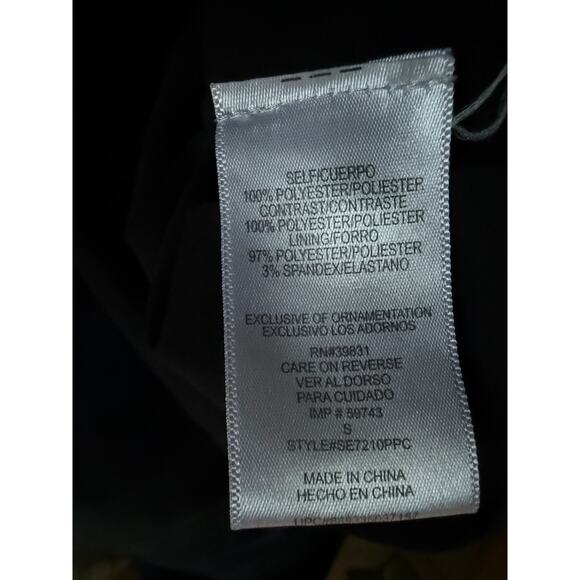 SELF/CUERPO
100% POLYESTER/POLIESTER
CONTRAST/CONTRASTE
100% POLYESTER/POLIESTER
LINING/FORRO
97% POLYESTER/POLIESTER
3% SPANDEX/ELASTANO
EXCLUSIVE OF ORNAMENTATION
EXCLUSIVO LOS ADORNOS
RN#39831
CARE ON REVERSE
VER AL DORSO
PARA CUIDADO
IMP # 59743
S
STYLE#SE7210PPC
MADE IN CHINA
HECHO EN CHINA